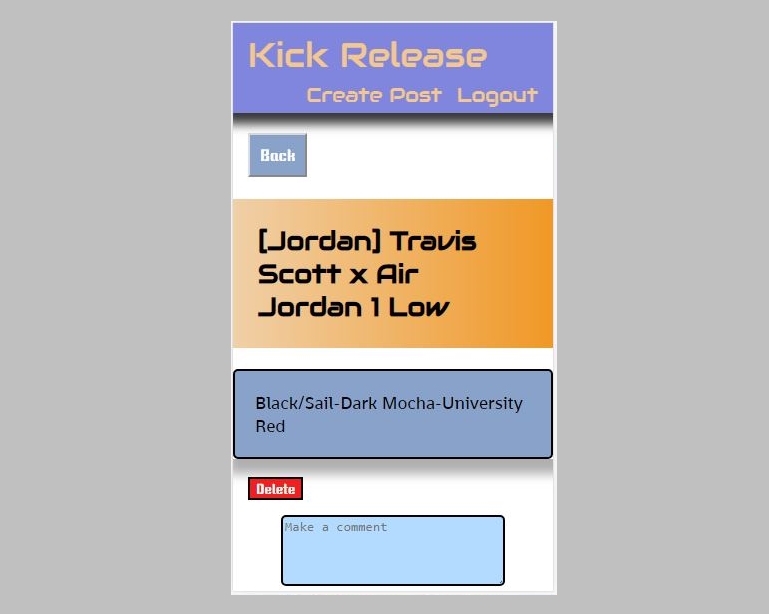 Kick Release
Create Post Logout
Back
[Jordan] Travis
Scott x Air
Jordan 1 Low
Black/Sail-Dark Mocha-University
Red
Delete
Make a comment